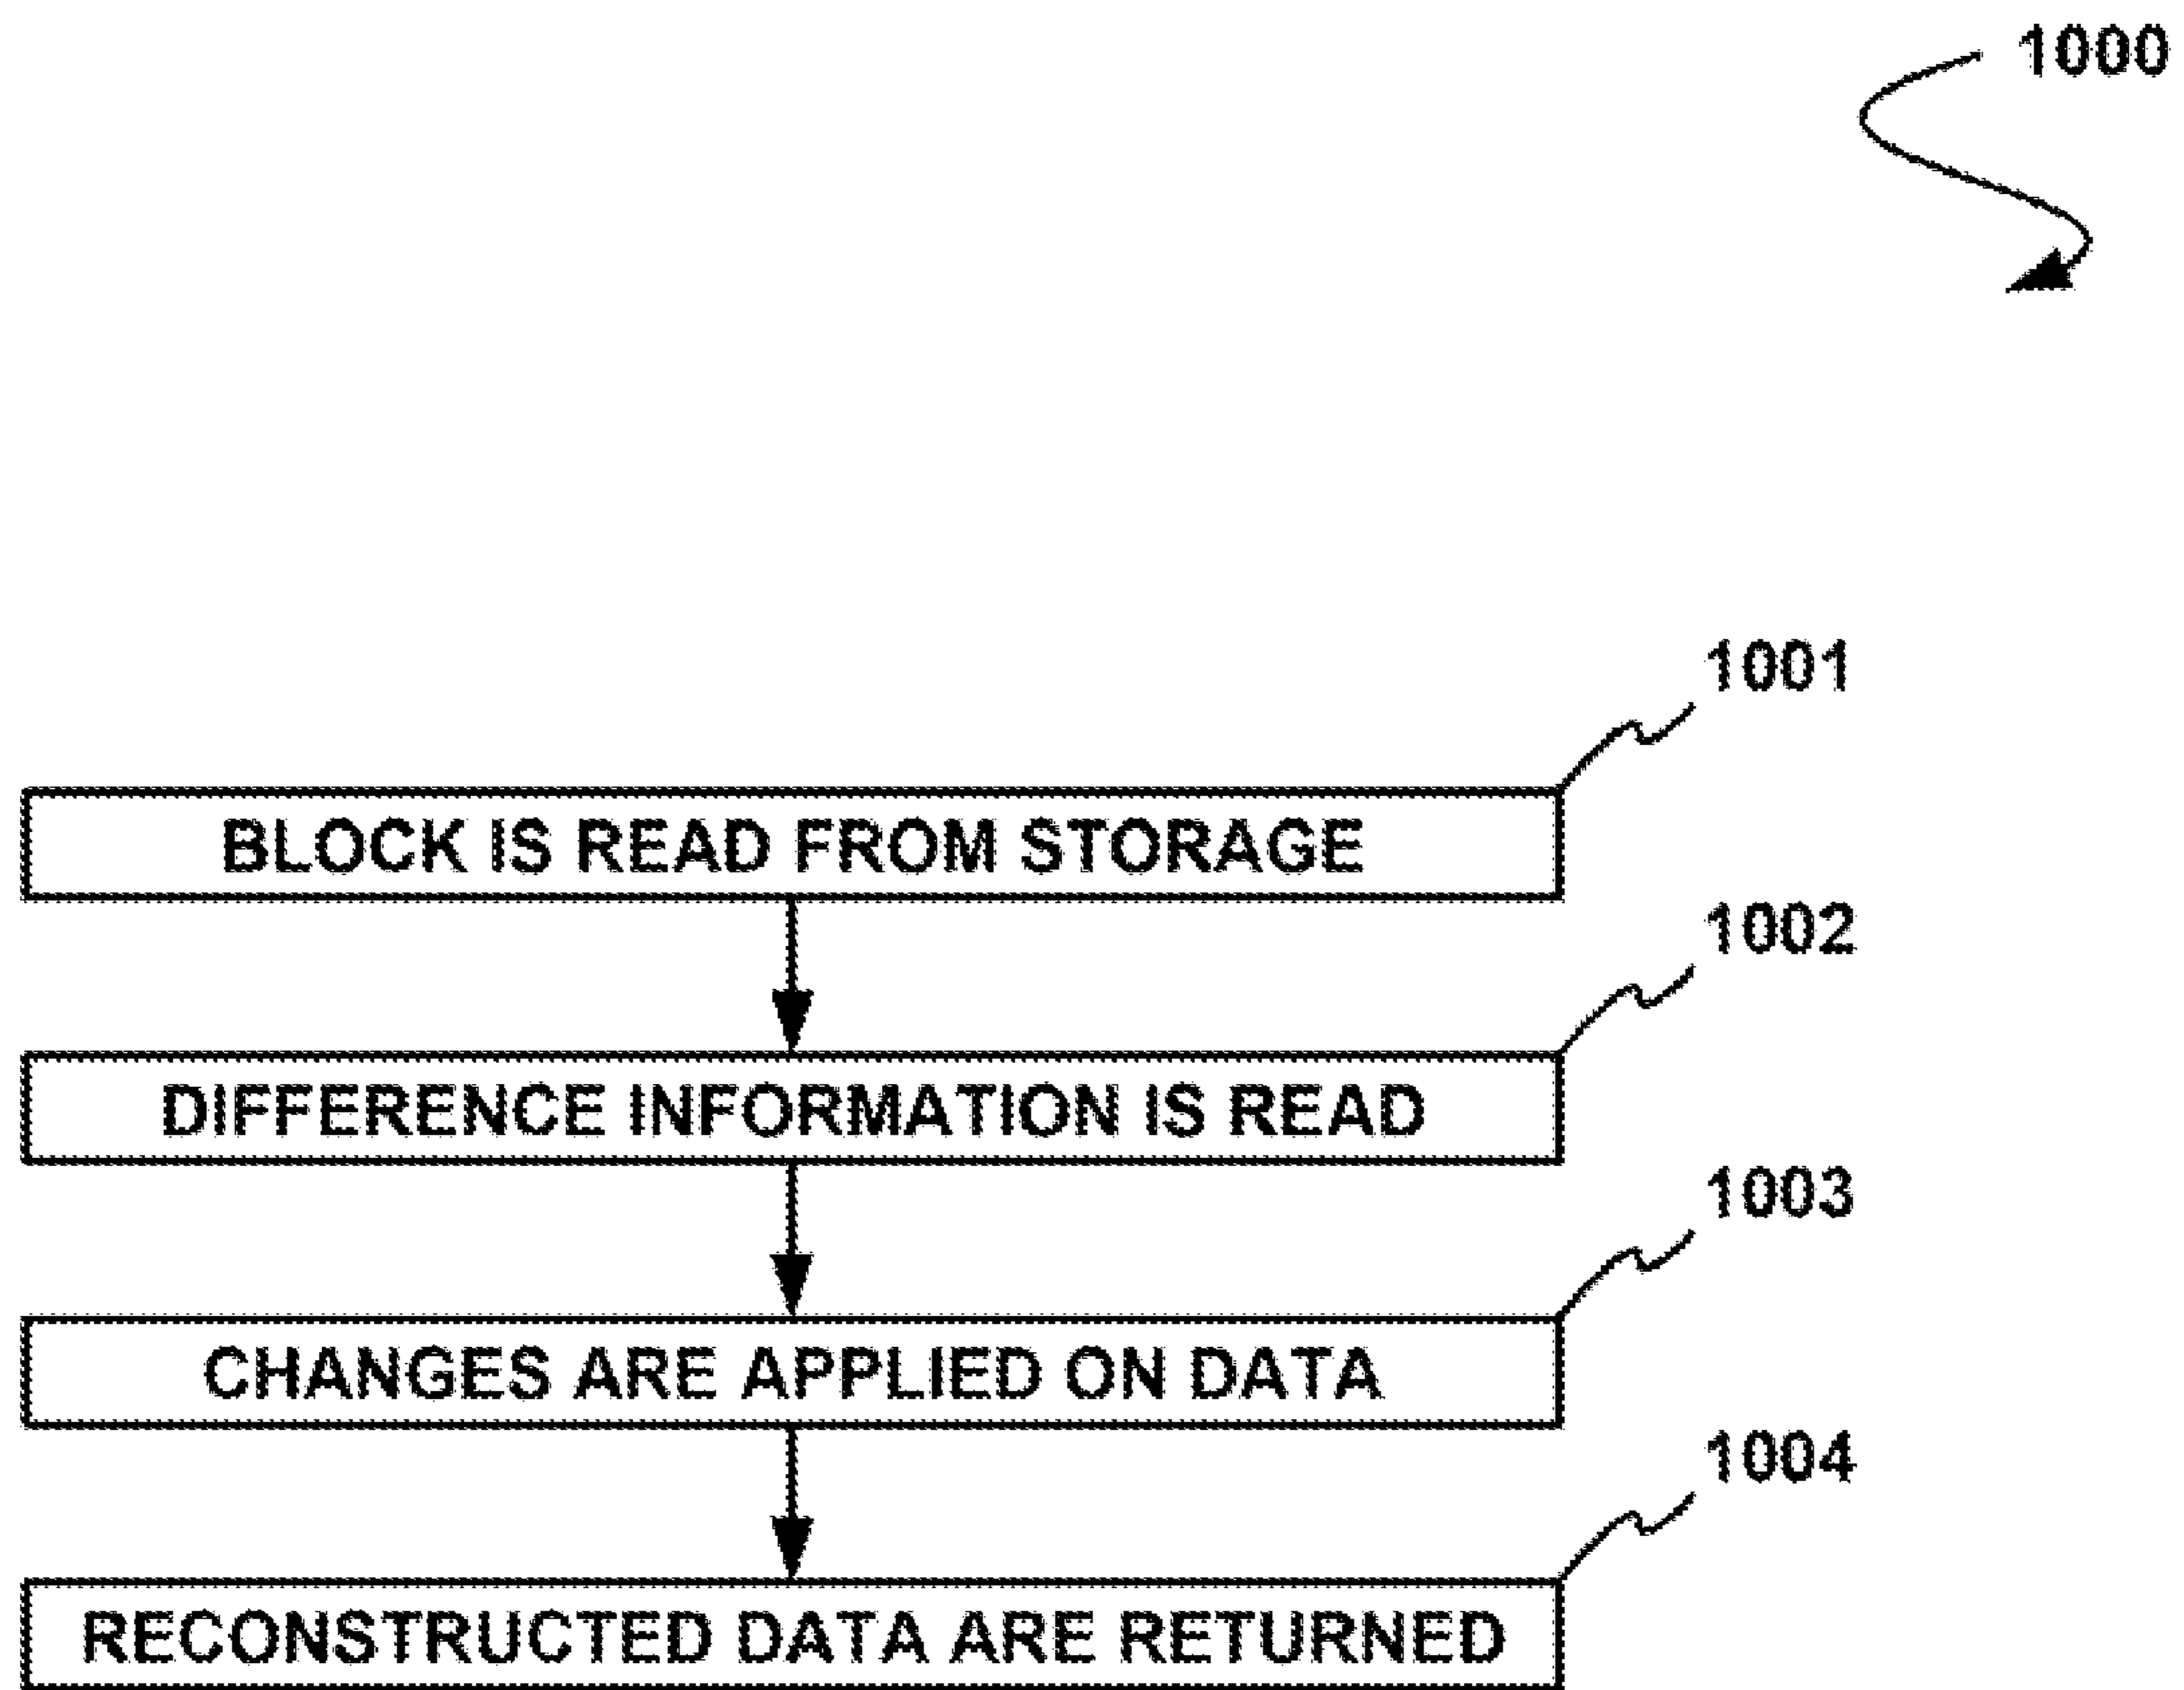 1000
1001
BLOCK IS READ FROM STORAGE
1002
DIFFERENCE INFORMATION IS READ
1003
CHANGES ARE APPLIED ON DATA
1004
RECONSTRUCTED DATA ARE RETURNED